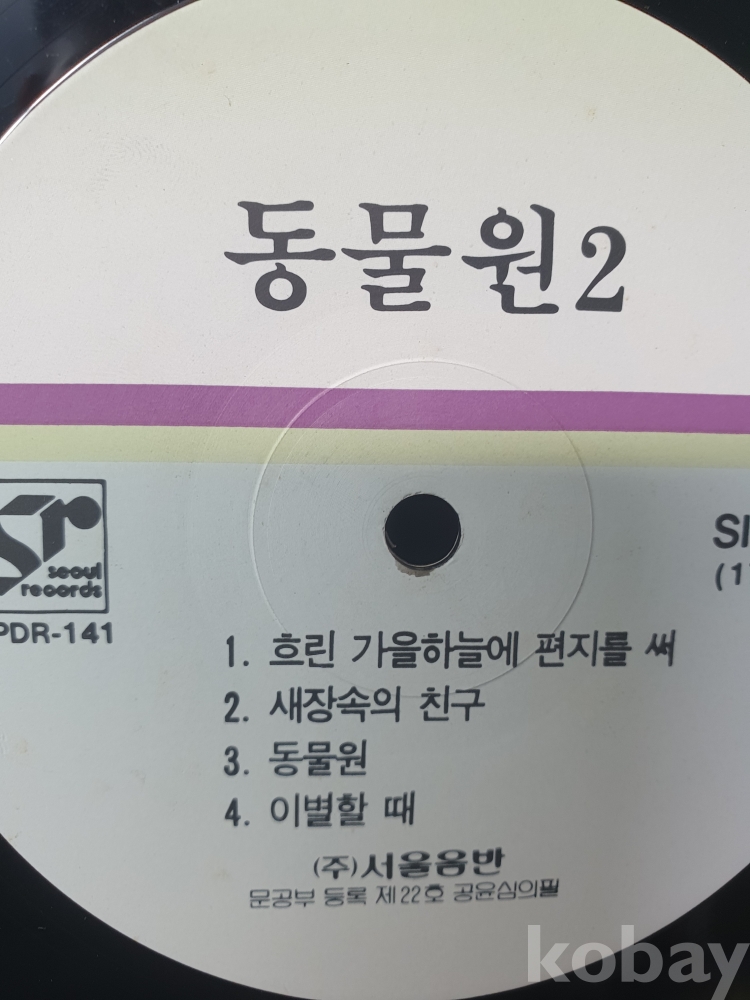 동물원2
sr
seoul
records
PDR-141
1. 흐린 가을하늘에 편지를 써
2. 새장속의 친구
3. 동물원
4. 이별할 때
(주)서울음반
문공부 등록 제22호 공윤심의필
kobay